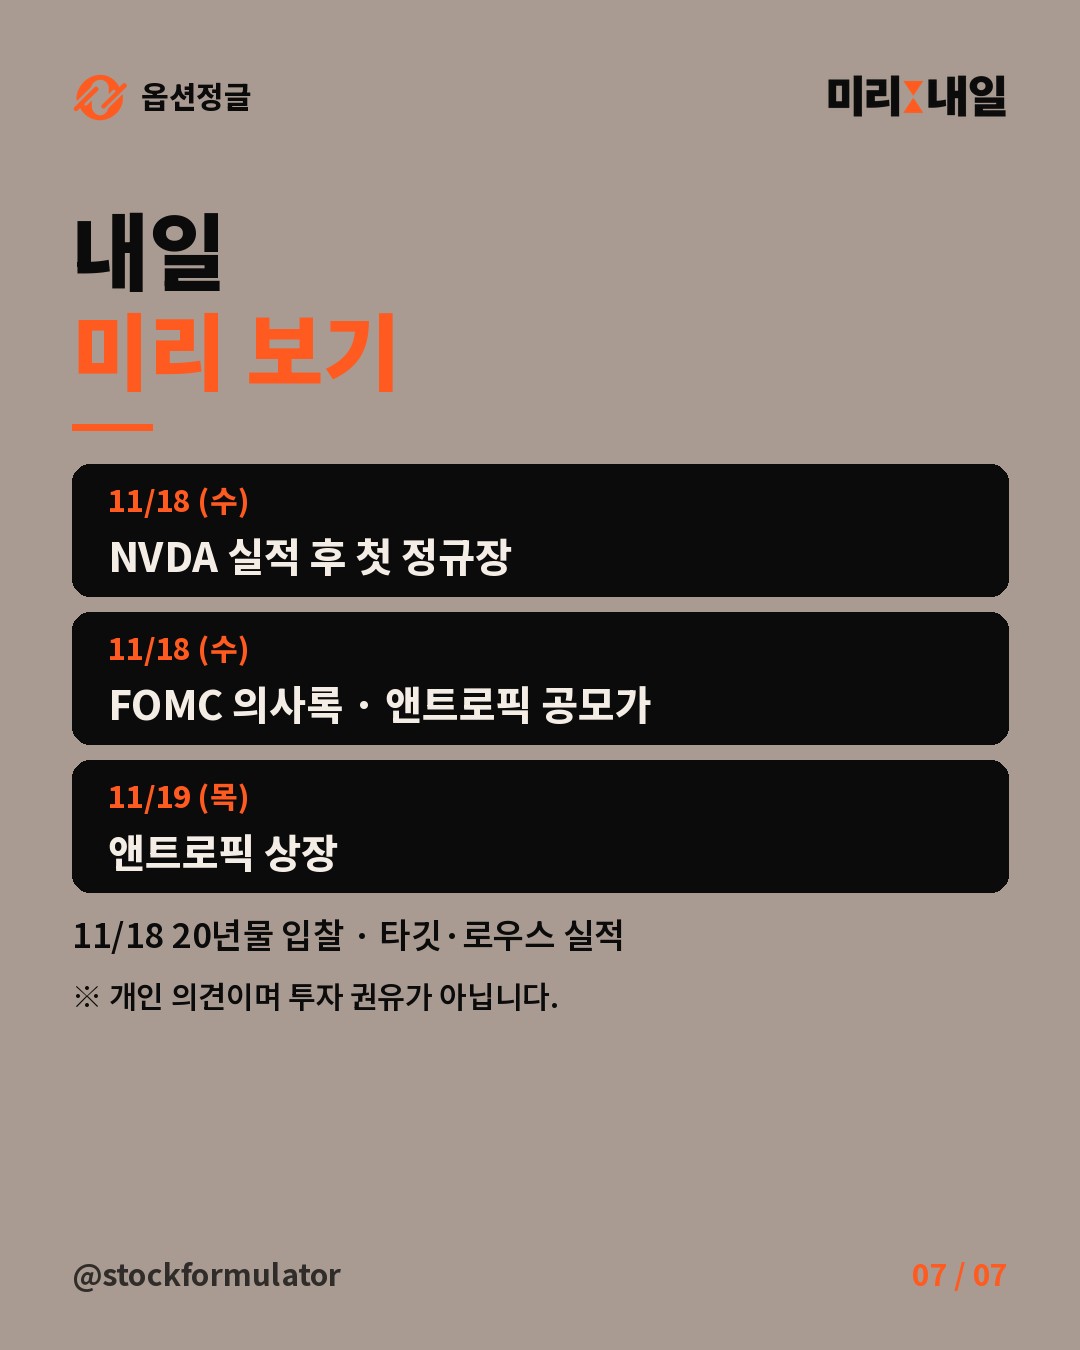 옵션정글
미리 내일
내일
미리 보기
11/18 (수)
NVDA 실적 후 첫 정규장
11/18 (수)
FOMC 의사록 · 앤트로픽 공모가
11/19 (목)
앤트로픽 상장
11/18 20년물 입찰 · 타깃·로우스 실적
※ 개인 의견이며 투자 권유가 아닙니다.
@stockformulator
07 / 07